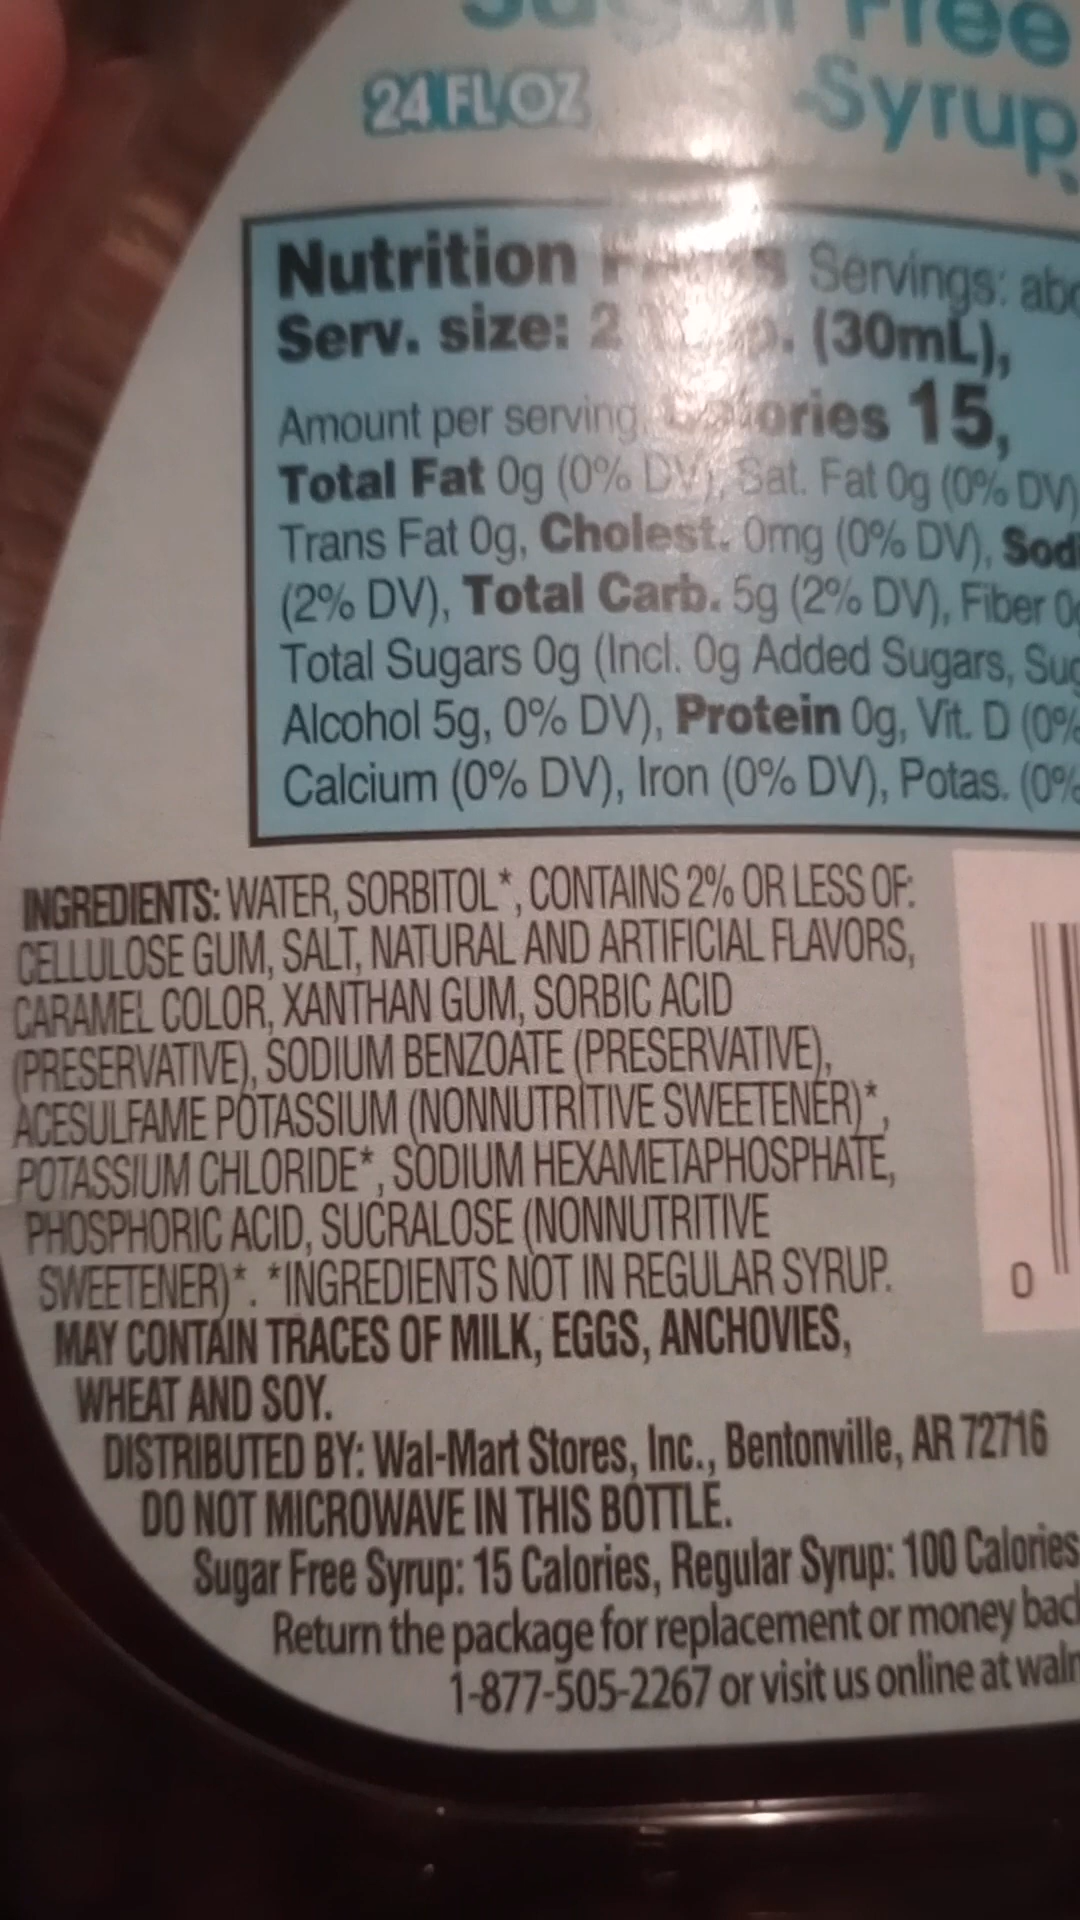 Sugar Free
24 FL OZ Syrup
Nutrition Facts Servings:
Serv. size: 2 (30mL),
Amount per serving, Calories 15,
Total Fat 0g (0% DV), Sat. Fat 0g (0% DV)
Trans Fat 0g, Cholest. 0mg (0% DV),
(2% DV), Total Carb. 5g (2% DV), Fiber
Total Sugars 0g (Incl. 0g Added Sugars,
Alcohol 5g, 0% DV), Protein 0g, Vit. D (0%
Calcium (0% DV), Iron (0% DV), Potas. (0%
INGREDIENTS: WATER, SORBITOL*, CONTAINS 2% OR LESS OF:
CELLULOSE GUM, SALT, NATURAL AND ARTIFICIAL FLAVORS,
CARAMEL COLOR, XANTHAN GUM, SORBIC ACID
(PRESERVATIVE), SODIUM BENZOATE (PRESERVATIVE),
ACESULFAME POTASSIUM (NONNUTRITIVE SWEETENER)*,
POTASSIUM CHLORIDE*, SODIUM HEXAMETAPHOSPHATE,
PHOSPHORIC ACID, SUCRALOSE (NONNUTRITIVE
SWEETENER)*. *INGREDIENTS NOT IN REGULAR SYRUP.
0
MAY CONTAIN TRACES OF MILK, EGGS, ANCHOVIES,
WHEAT AND SOY.
DISTRIBUTED BY: Wal-Mart Stores, Inc., Bentonville, AR 72716
DO NOT MICROWAVE IN THIS BOTTLE.
Sugar Free Syrup: 15 Calories, Regular Syrup: 100 Calories
Return the package for replacement or money back
1-877-505-2267 or visit us online at